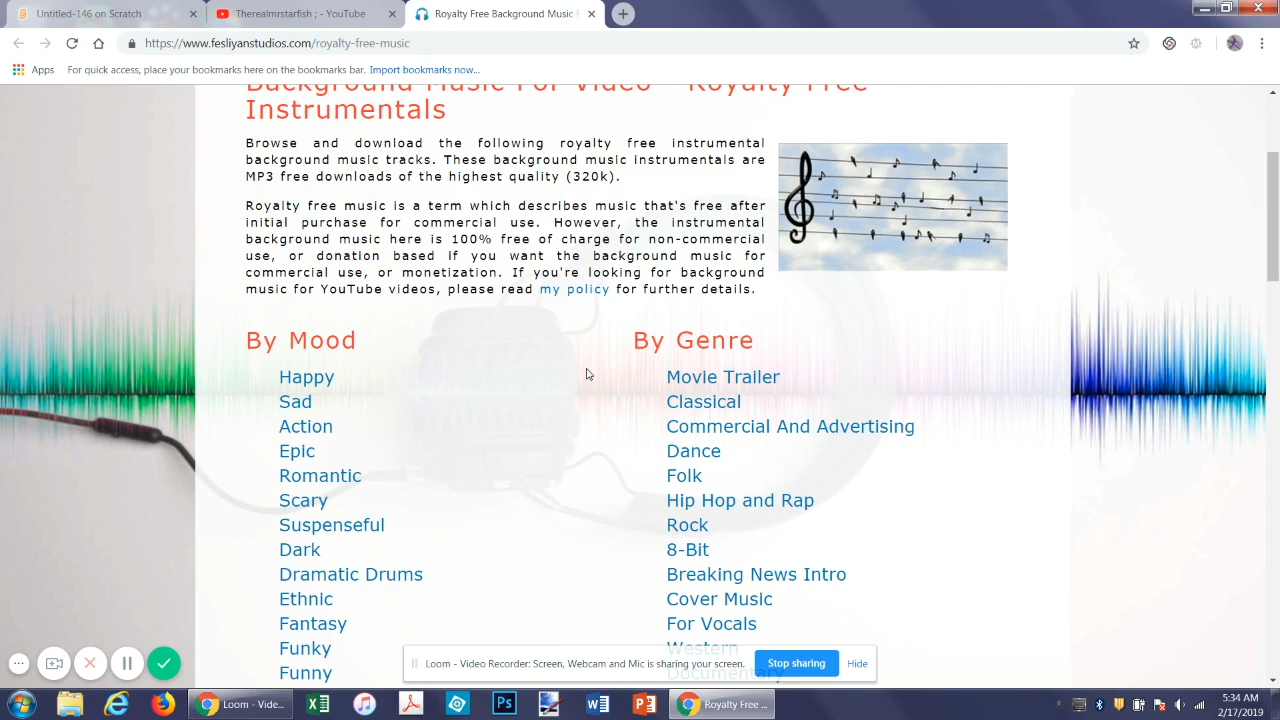 Untitled-146 on Scratch
Therealmrstarfish ; - YouTube
Royalty Free Background Music F
https://www.fesliyanstudios.com/royalty-free-music
Apps
For quick access, place your bookmarks here on the bookmarks bar. Import bookmarks now...
Background Music For Video - Royalty Free
Instrumentals
Browse and download the following royalty free instrumental
background music tracks. These background music instrumentals are
MP3 free downloads of the highest quality (320k).
Royalty free music is a term which describes music that's free after
initial purchase for commercial use. However, the instrumental
background music here is 100% free of charge for non-commercial
use, or donation based if you want the background music for
commercial use, or monetization. If you're looking for background
music for YouTube videos, please read my policy for further details.
By Mood
Happy
Sad
Action
Epic
Romantic
Scary
Suspenseful
Dark
Dramatic Drums
Ethnic
Fantasy
Funky
Funny
By Genre
Movie Trailer
Classical
Commercial And Advertising
Dance
Folk
Hip Hop and Rap
Rock
8-Bit
Breaking News Intro
Cover Music
For Vocals
Western
Documentary
Loom - Video Recorder: Screen, Webcam and Mic is sharing your screen.
Stop sharing
Hide
Loom - Vide...
Ps
Royalty Free ...
5:34 AM
2/17/2019